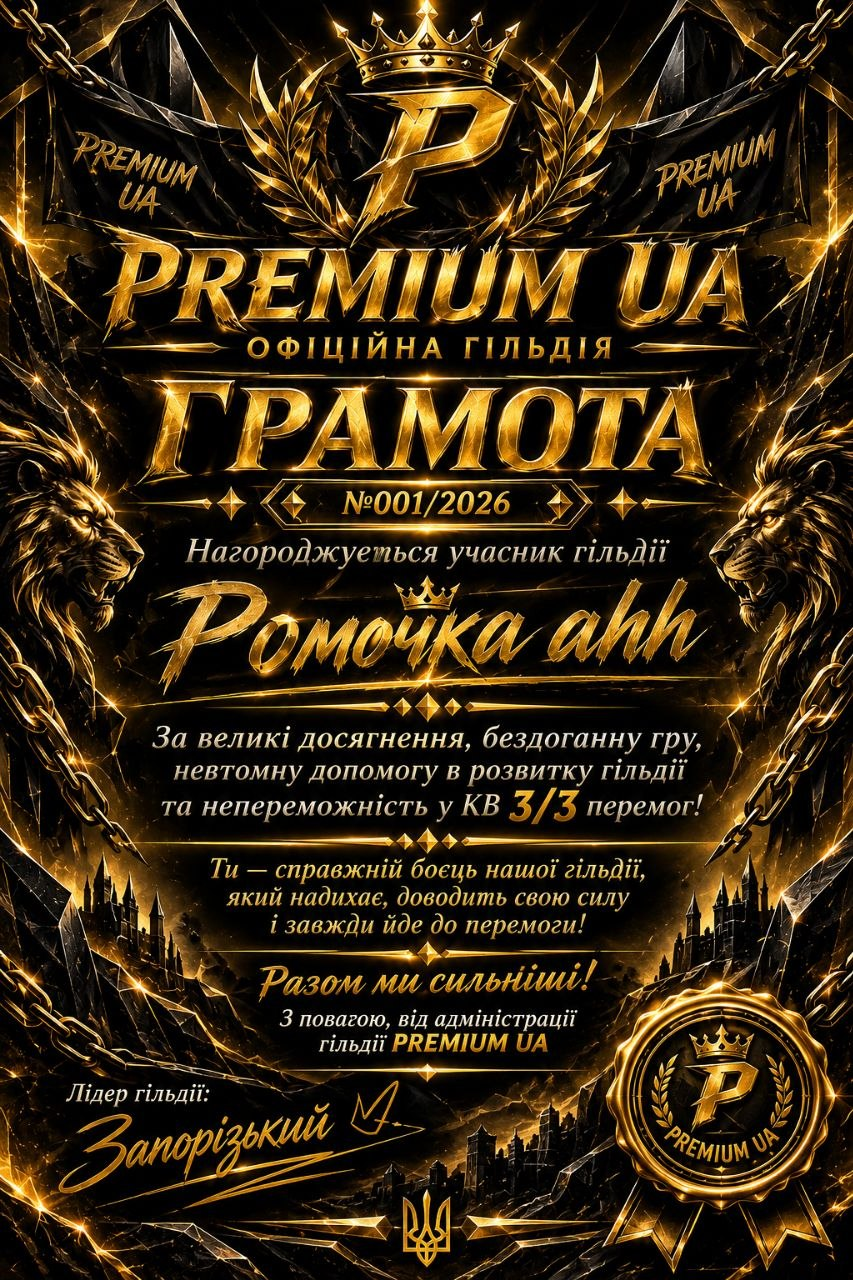 PREMIUM
UA
P
PREMIUM
UA
PREMIUM UA
ОФІЦІЙНА ГІЛЬДІЯ
ГРАМОТА
№001/2026
Нагороджується учасник гільдії
Ромочка ahh
За великі досягнення, бездоганну гру,
невтомну допомогу в розвитку гільдії
та непереможність у КВ 3/3 перемог!
Ти — справжній боєць нашої гільдії,
який надихає, доводить свою силу
і завжди йде до перемоги!
Разом ми сильніші!
З повагою, від адміністрації
гільдії PREMIUM UA
Лідер гільдії:
Запорізький
P
PREMIUM UA